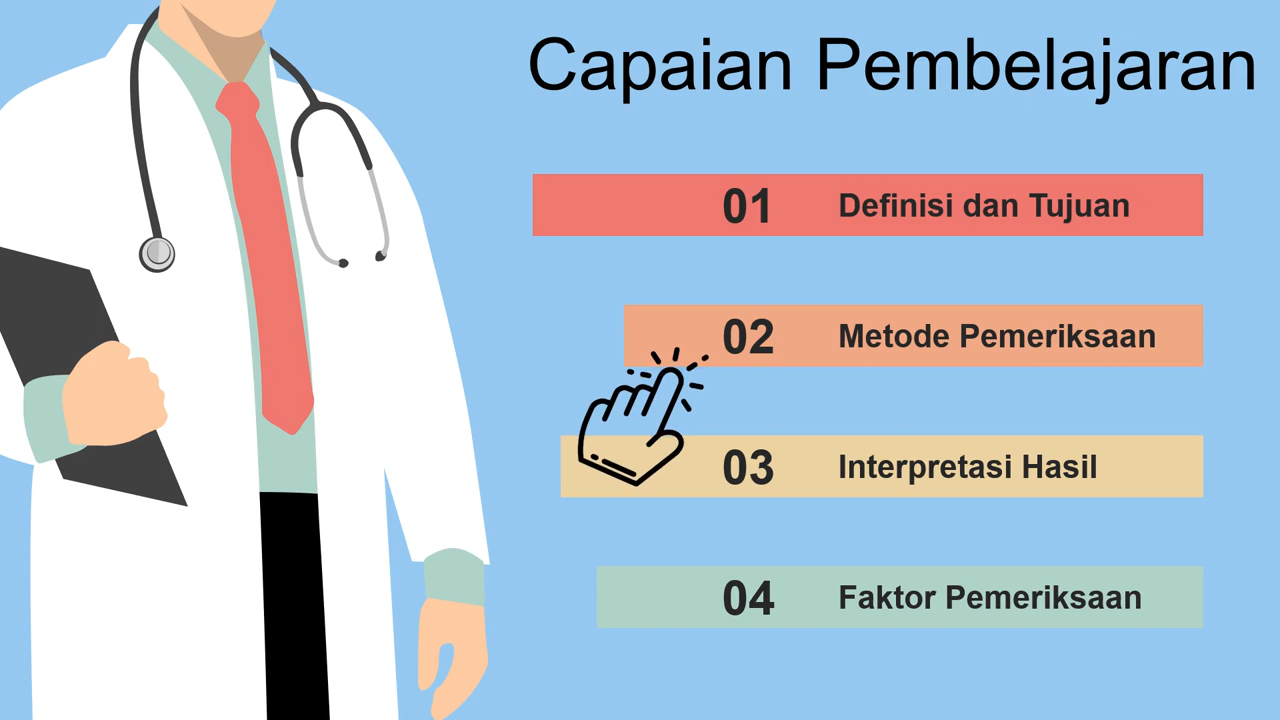 Capaian Pembelajaran
01 Definisi dan Tujuan
02 Metode Pemeriksaan
03 Interpretasi Hasil
04 Faktor Pemeriksaan